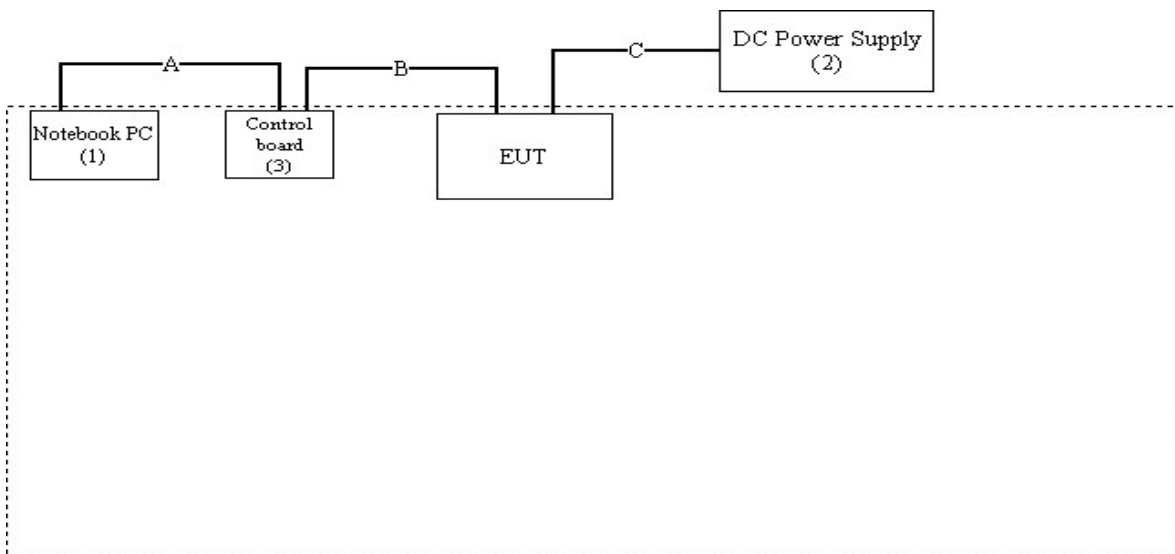 DC Power Supply
(2)
A
B
C
Notebook PC
(1)
Control
board
(3)
EUT